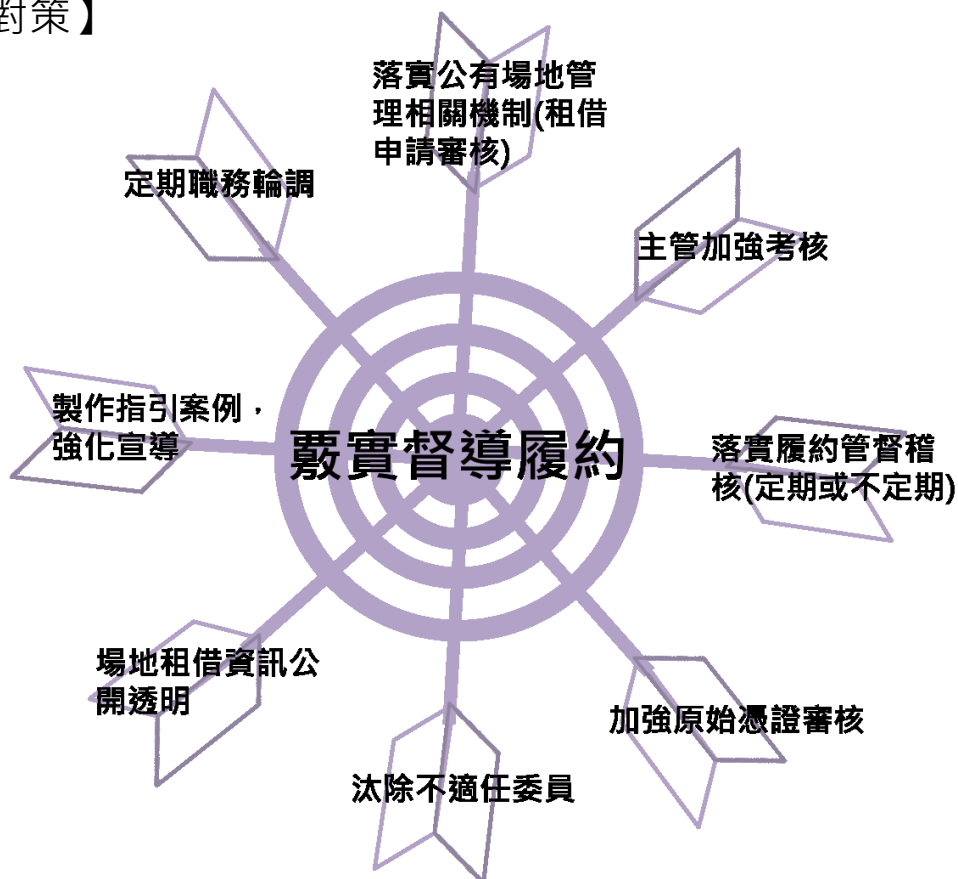 對策】
落實公有場地管
理相關機制(租借
申請審核)
定期職務輪調
主管加強考核
製作指引案例，
強化宣導
覈實督導履約
落實履約管督稽
核(定期或不定期)
場地租借資訊公
開透明
加強原始憑證審核
汰除不適任委員